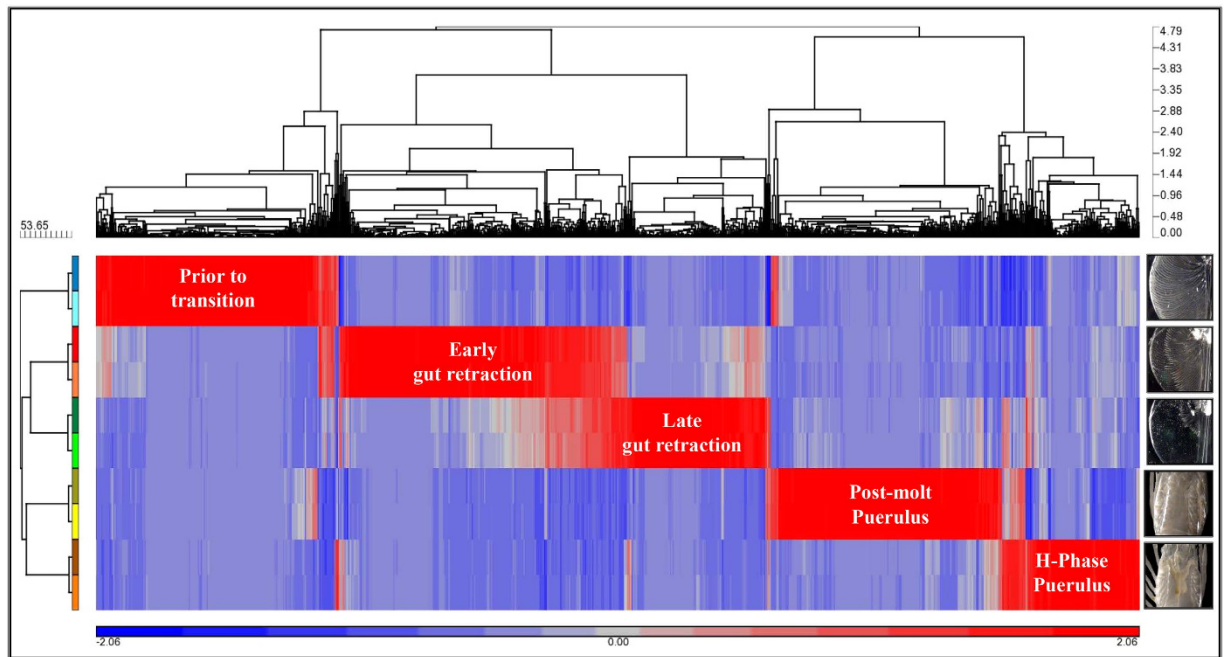 4.79
4.31
3.83
3.35
2.88
2.40
1.92
1.44
0.96
0.48
0.00
53.65
Prior to
transition
Early
gut retraction
Late
gut retraction
Post-molt
Puerulus
H-Phase
Puerulus
-2.06 0.00 2.06